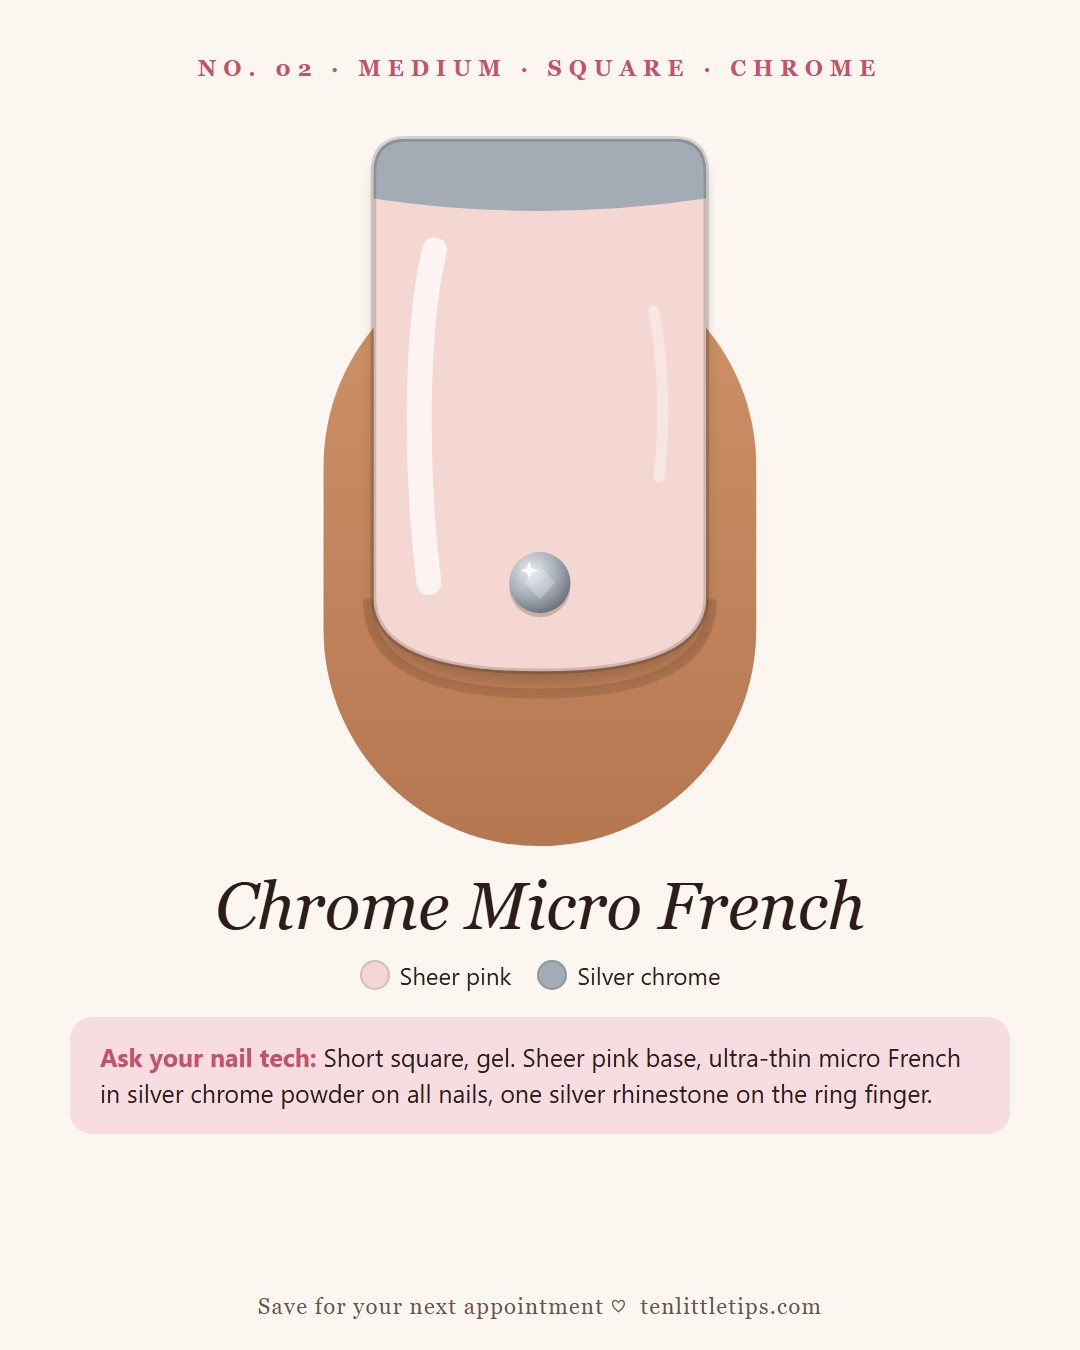 NO. 02 · MEDIUM · SQUARE · CHROME
Chrome Micro French
Sheer pink Silver chrome
Ask your nail tech: Short square, gel. Sheer pink base, ultra-thin micro French
in silver chrome powder on all nails, one silver rhinestone on the ring finger.
Save for your next appointment ♡ tenlittletips.com